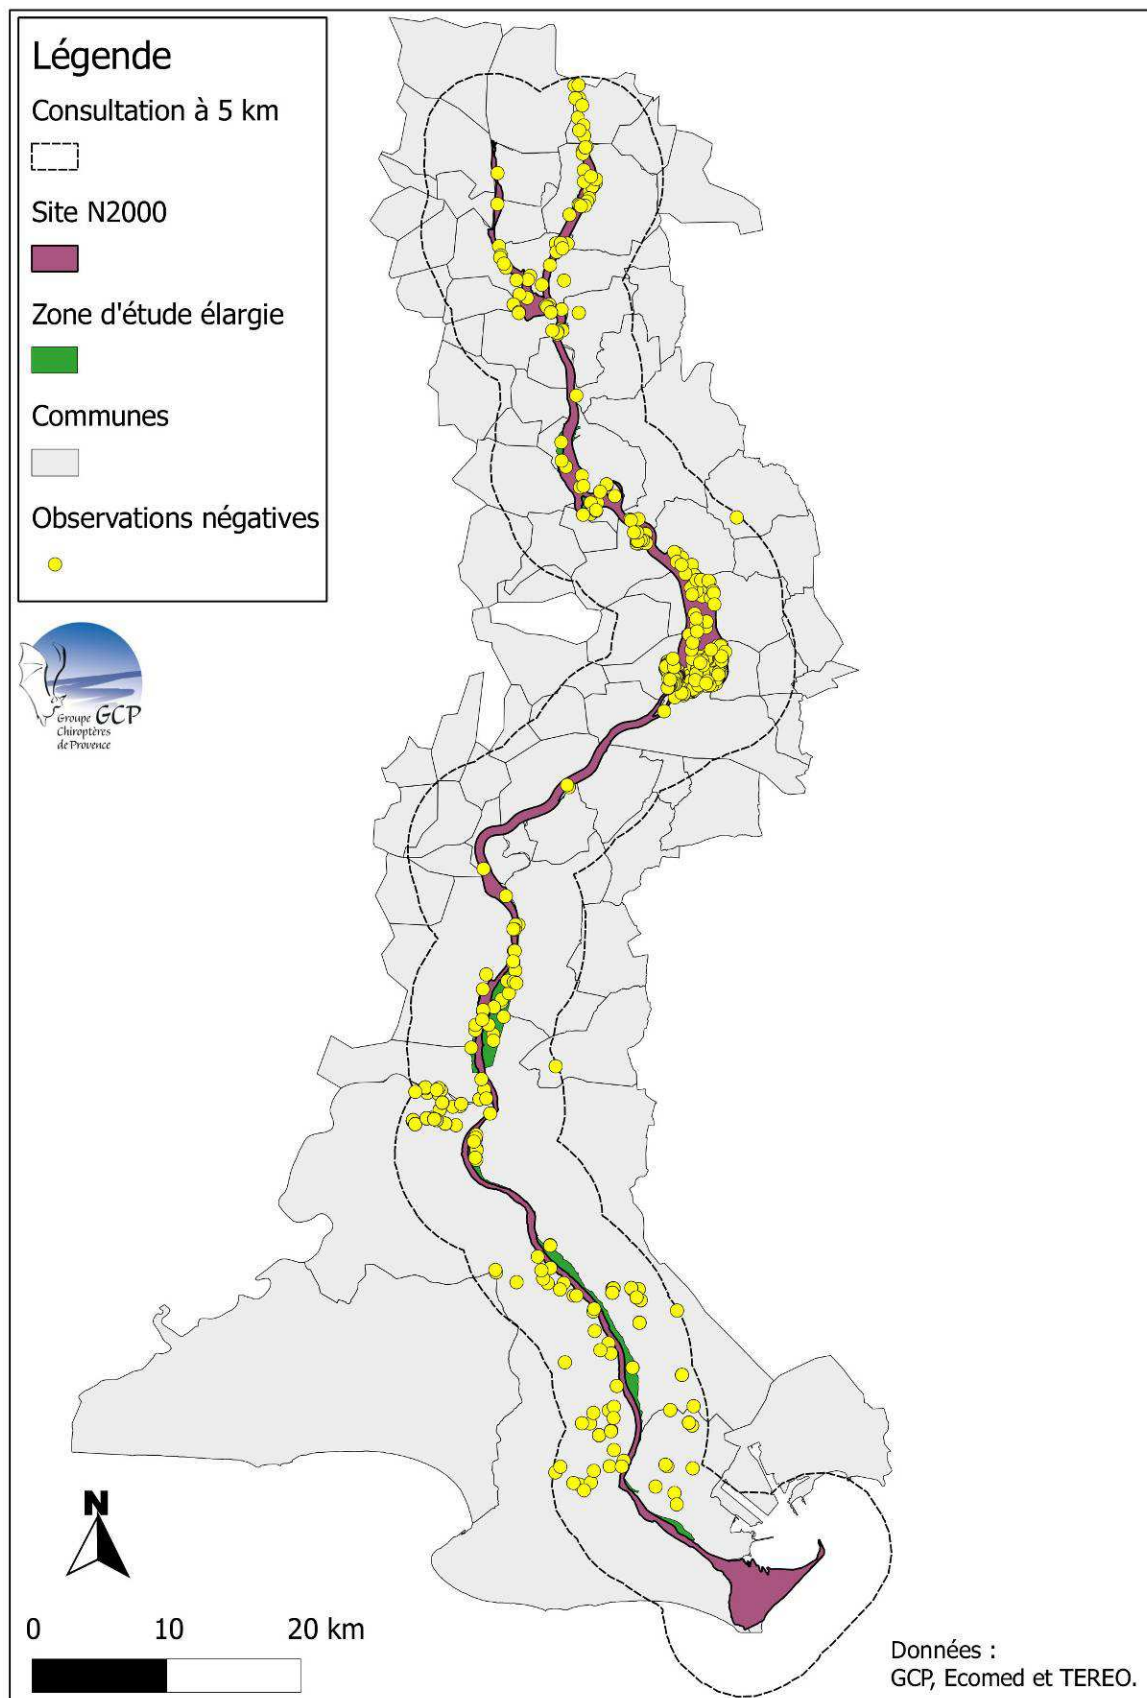 Légende
Consultation à 5 km
Site N2000
Zone d'étude élargie
Communes
Observations négatives
Groupe GCP
Chiroptères
de Provence
N
0 10 20 km
Données :
GCP, Ecomed et TEREO.